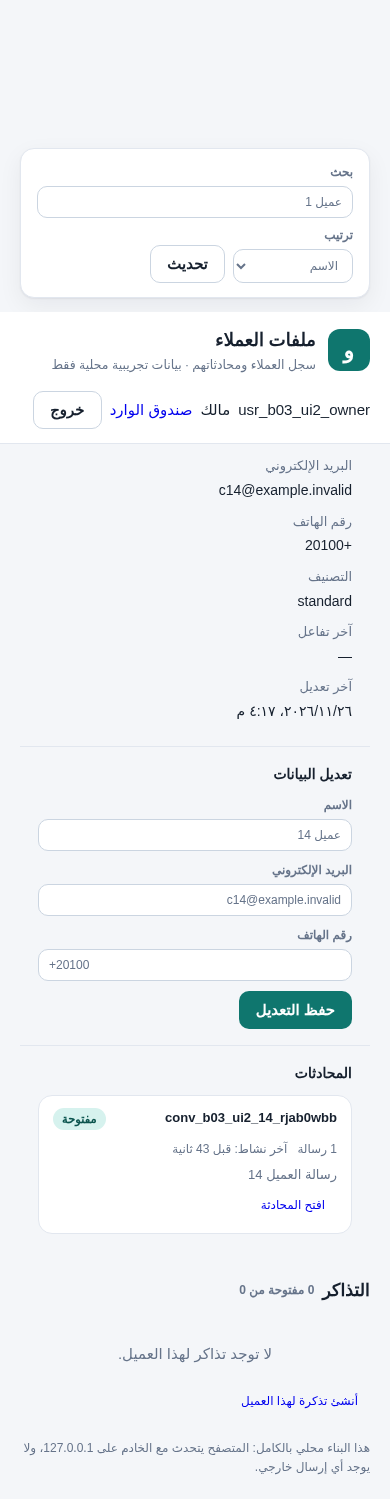 بحث
عميل 1
ترتيب
الاسم
تحديث
و
ملفات العملاء
سجل العملاء ومحادثاتهم · بيانات تجريبية محلية فقط
usr_b03_ui2_owner مالك صندوق الوارد خروج
البريد الإلكتروني
c14@example.invalid
رقم الهاتف
20100+
التصنيف
standard
آخر تفاعل
—
آخر تعديل
٢٠٢٦/١١/٢٦، ٤:١٧ م
تعديل البيانات
الاسم
عميل 14
البريد الإلكتروني
c14@example.invalid
رقم الهاتف
+20100
حفظ التعديل
المحادثات
conv_b03_ui2_14_rjab0wbb مفتوحة
1 رسالة آخر نشاط: قبل 43 ثانية
رسالة العميل 14
افتح المحادثة
التذاكر 0 مفتوحة من 0
لا توجد تذاكر لهذا العميل.
أنشئ تذكرة لهذا العميل
هذا البناء محلي بالكامل: المتصفح يتحدث مع الخادم على 127.0.0.1، ولا
يوجد أي إرسال خارجي.